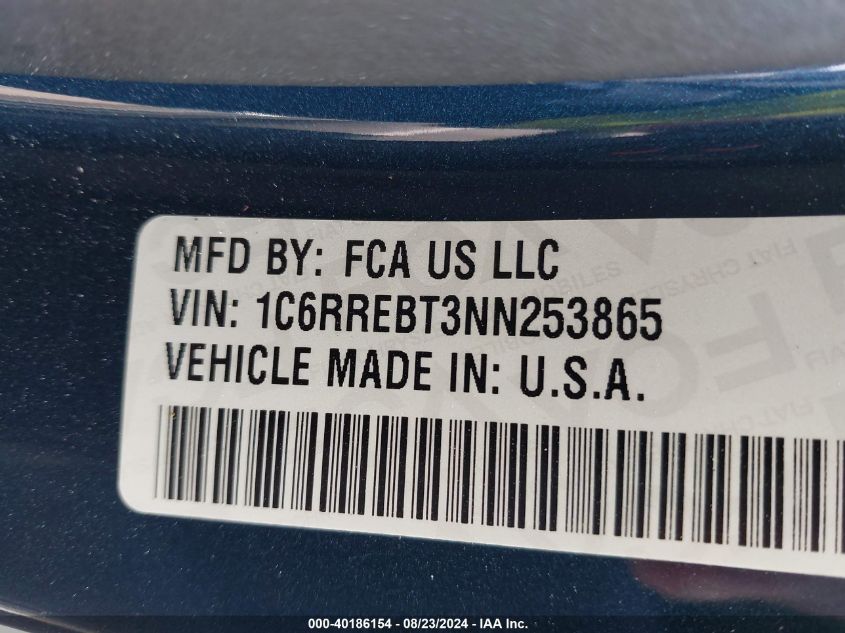 MFD BY: FCA US LLC
VIN: 1C6RREBT3NN253865
VEHICLE MADE IN: U.S.A.
000-40186154 - 08/23/2024 - IAA Inc.